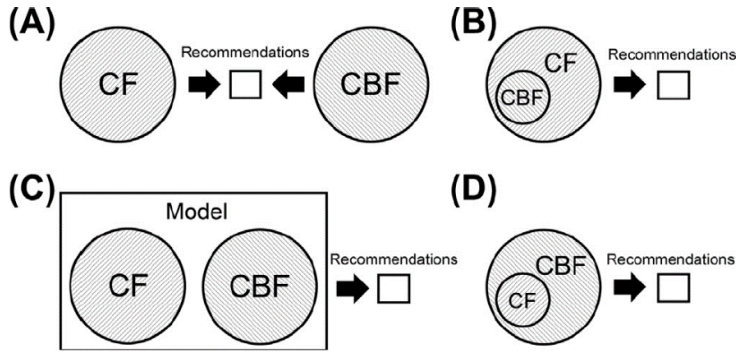 (A)
CF
Recommendations
CBF
(B)
CF
CBF
Recommendations
(C)
Model
CF
CBF
Recommendations
(D)
CBF
CF
Recommendations